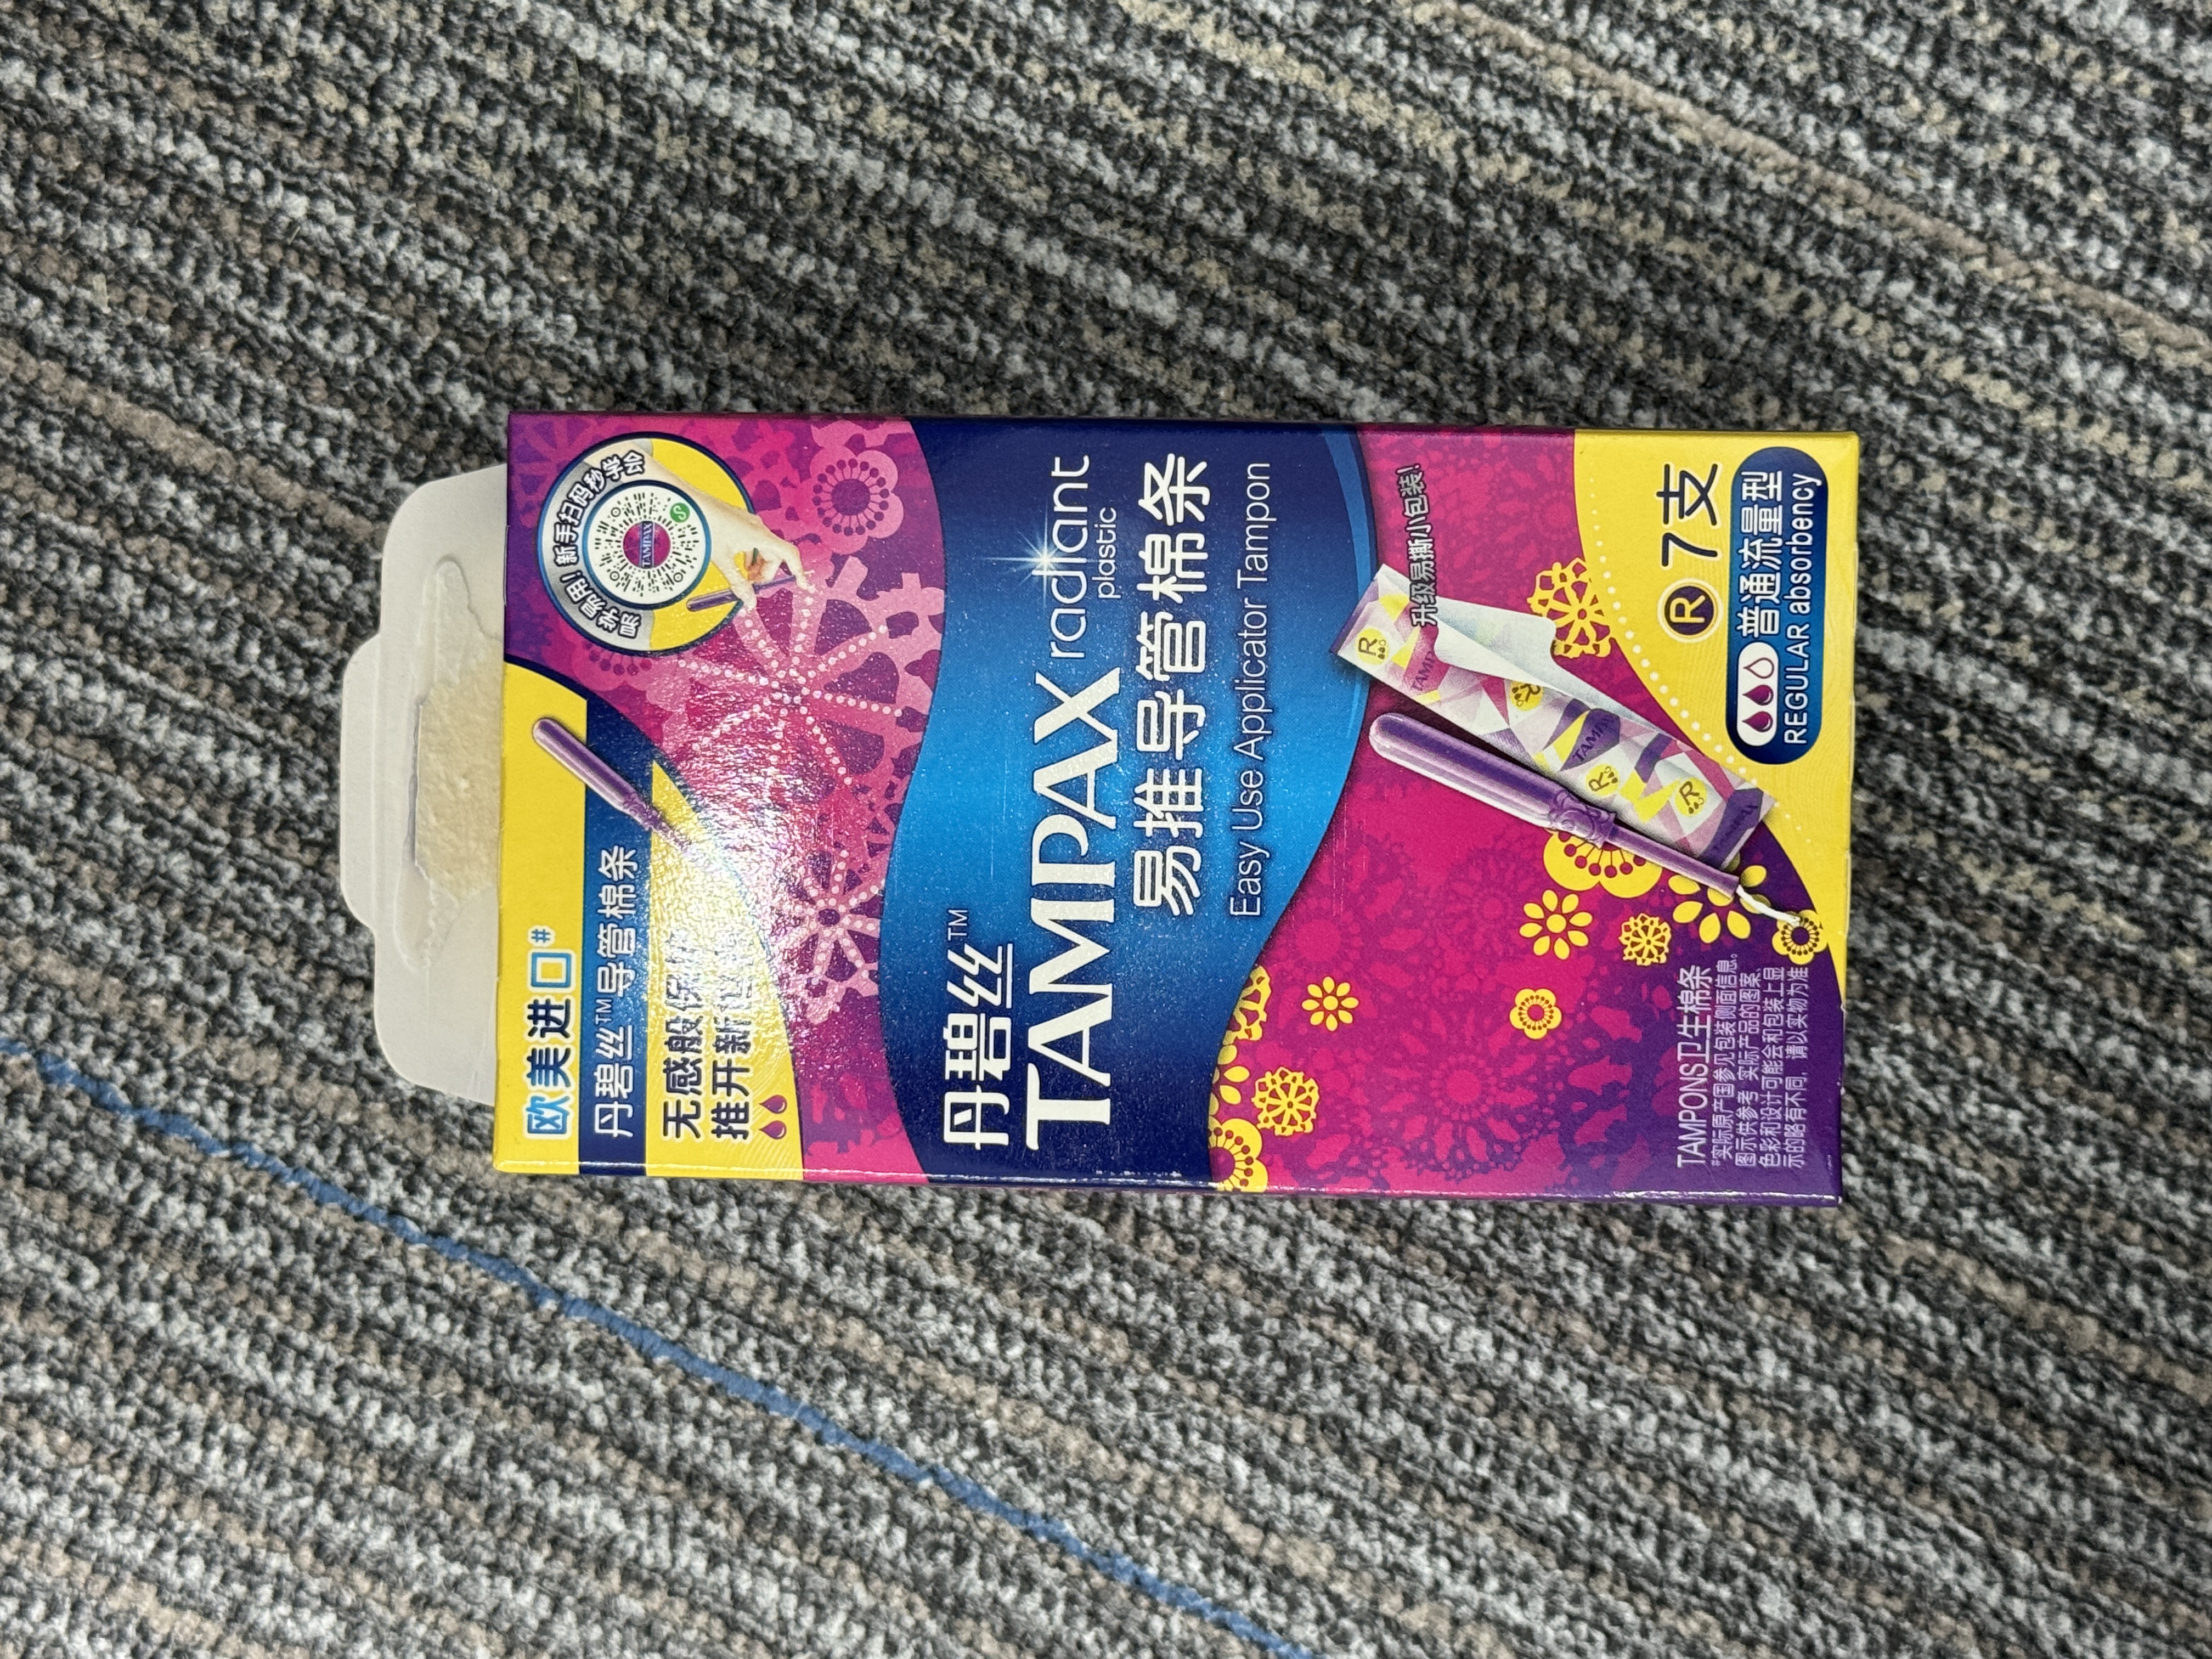 欧美进口#
丹碧丝™导管棉条
无感般保护
推开新世界
易学易用！新手扫码秒学会
TAMPAX
丹碧丝™
TAMPAX radiant
plastic
易推导管棉条
Easy Use Applicator Tampon
R
升级易撕小包装！
TAMPAX
R
R
R 7支
普通流量型
REGULAR absorbency
TAMPONS卫生棉条
#实际原产国参见包装侧面信息。
图示供参考 实际产品的图案、
色彩和设计可能会和包装上显
示的略有不同，请以实物为准